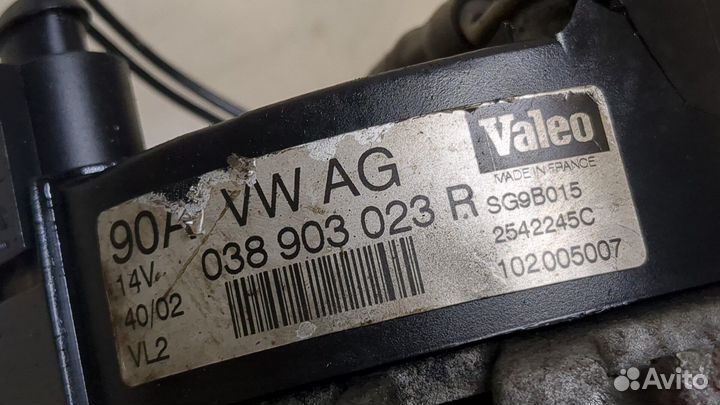 90A VW AG
14V 038 903 023 R
40/02
VL2
Valeo
MADE IN FRANCE
SG9B015
2542245C
102005007
Avito